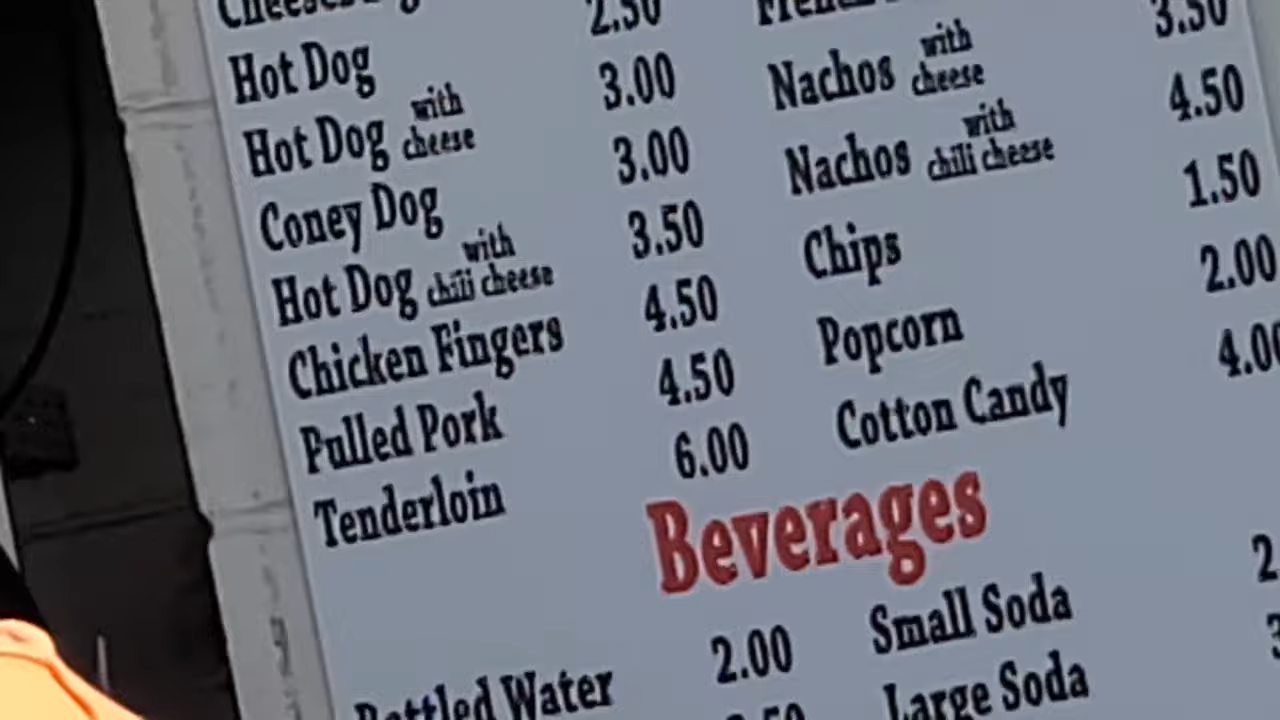 Hot Dog 2.50
Hot Dog with cheese 3.00
Coney Dog 3.00
Hot Dog with chili cheese 3.50
Chicken Fingers 4.50
Pulled Pork 4.50
Tenderloin 6.00
Nachos with cheese 3.50
Nachos with chili cheese 4.50
Chips 1.50
Popcorn 2.00
Cotton Candy 4.00
Beverages
Bottled Water 2.00
Small Soda
Large Soda